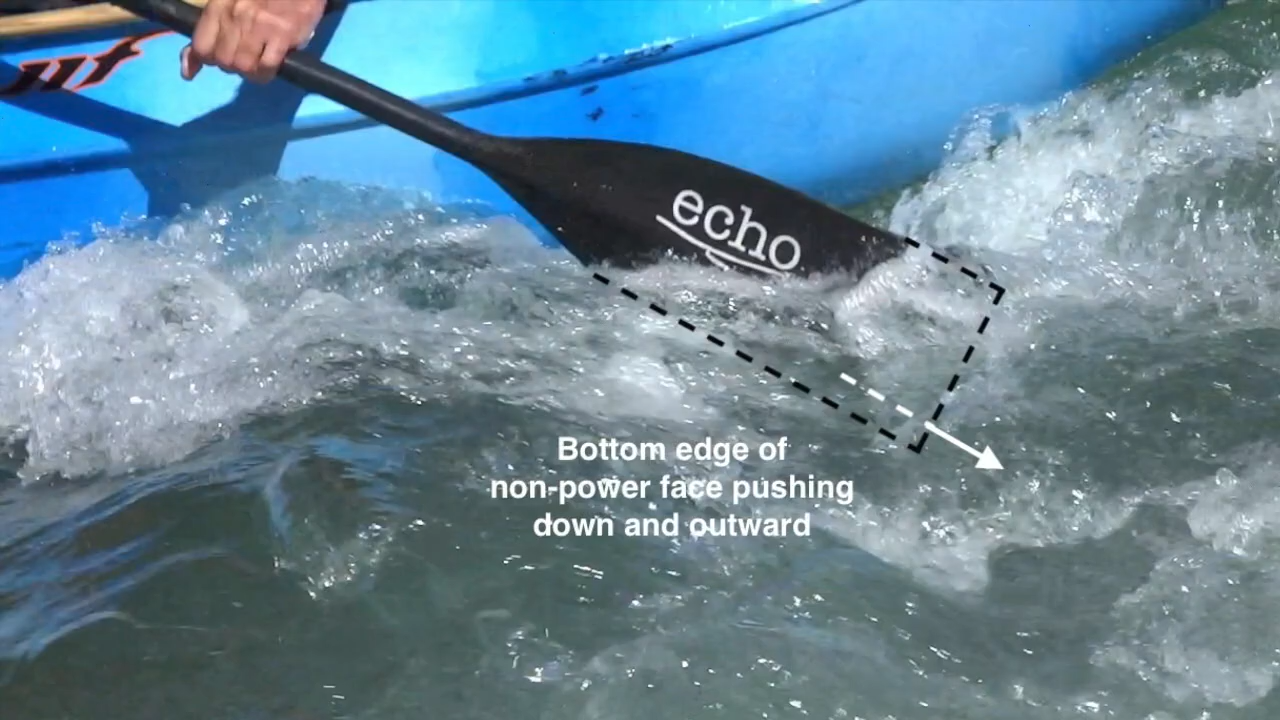 echo
Bottom edge of
non-power face pushing
down and outward